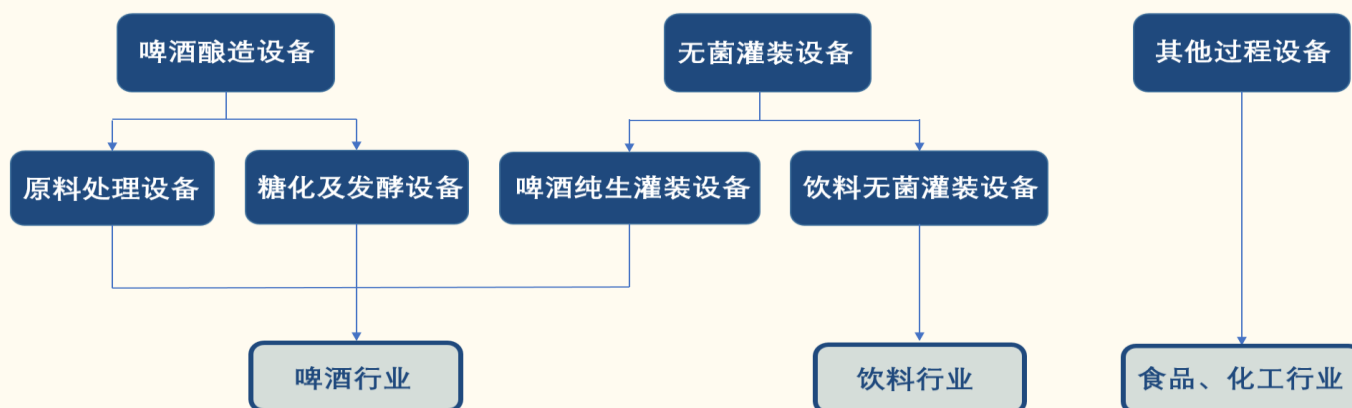 啤酒酿造设备
无菌灌装设备
其他过程设备
原料处理设备
糖化及发酵设备
啤酒纯生灌装设备
饮料无菌灌装设备
啤酒行业
饮料行业
食品、化工行业